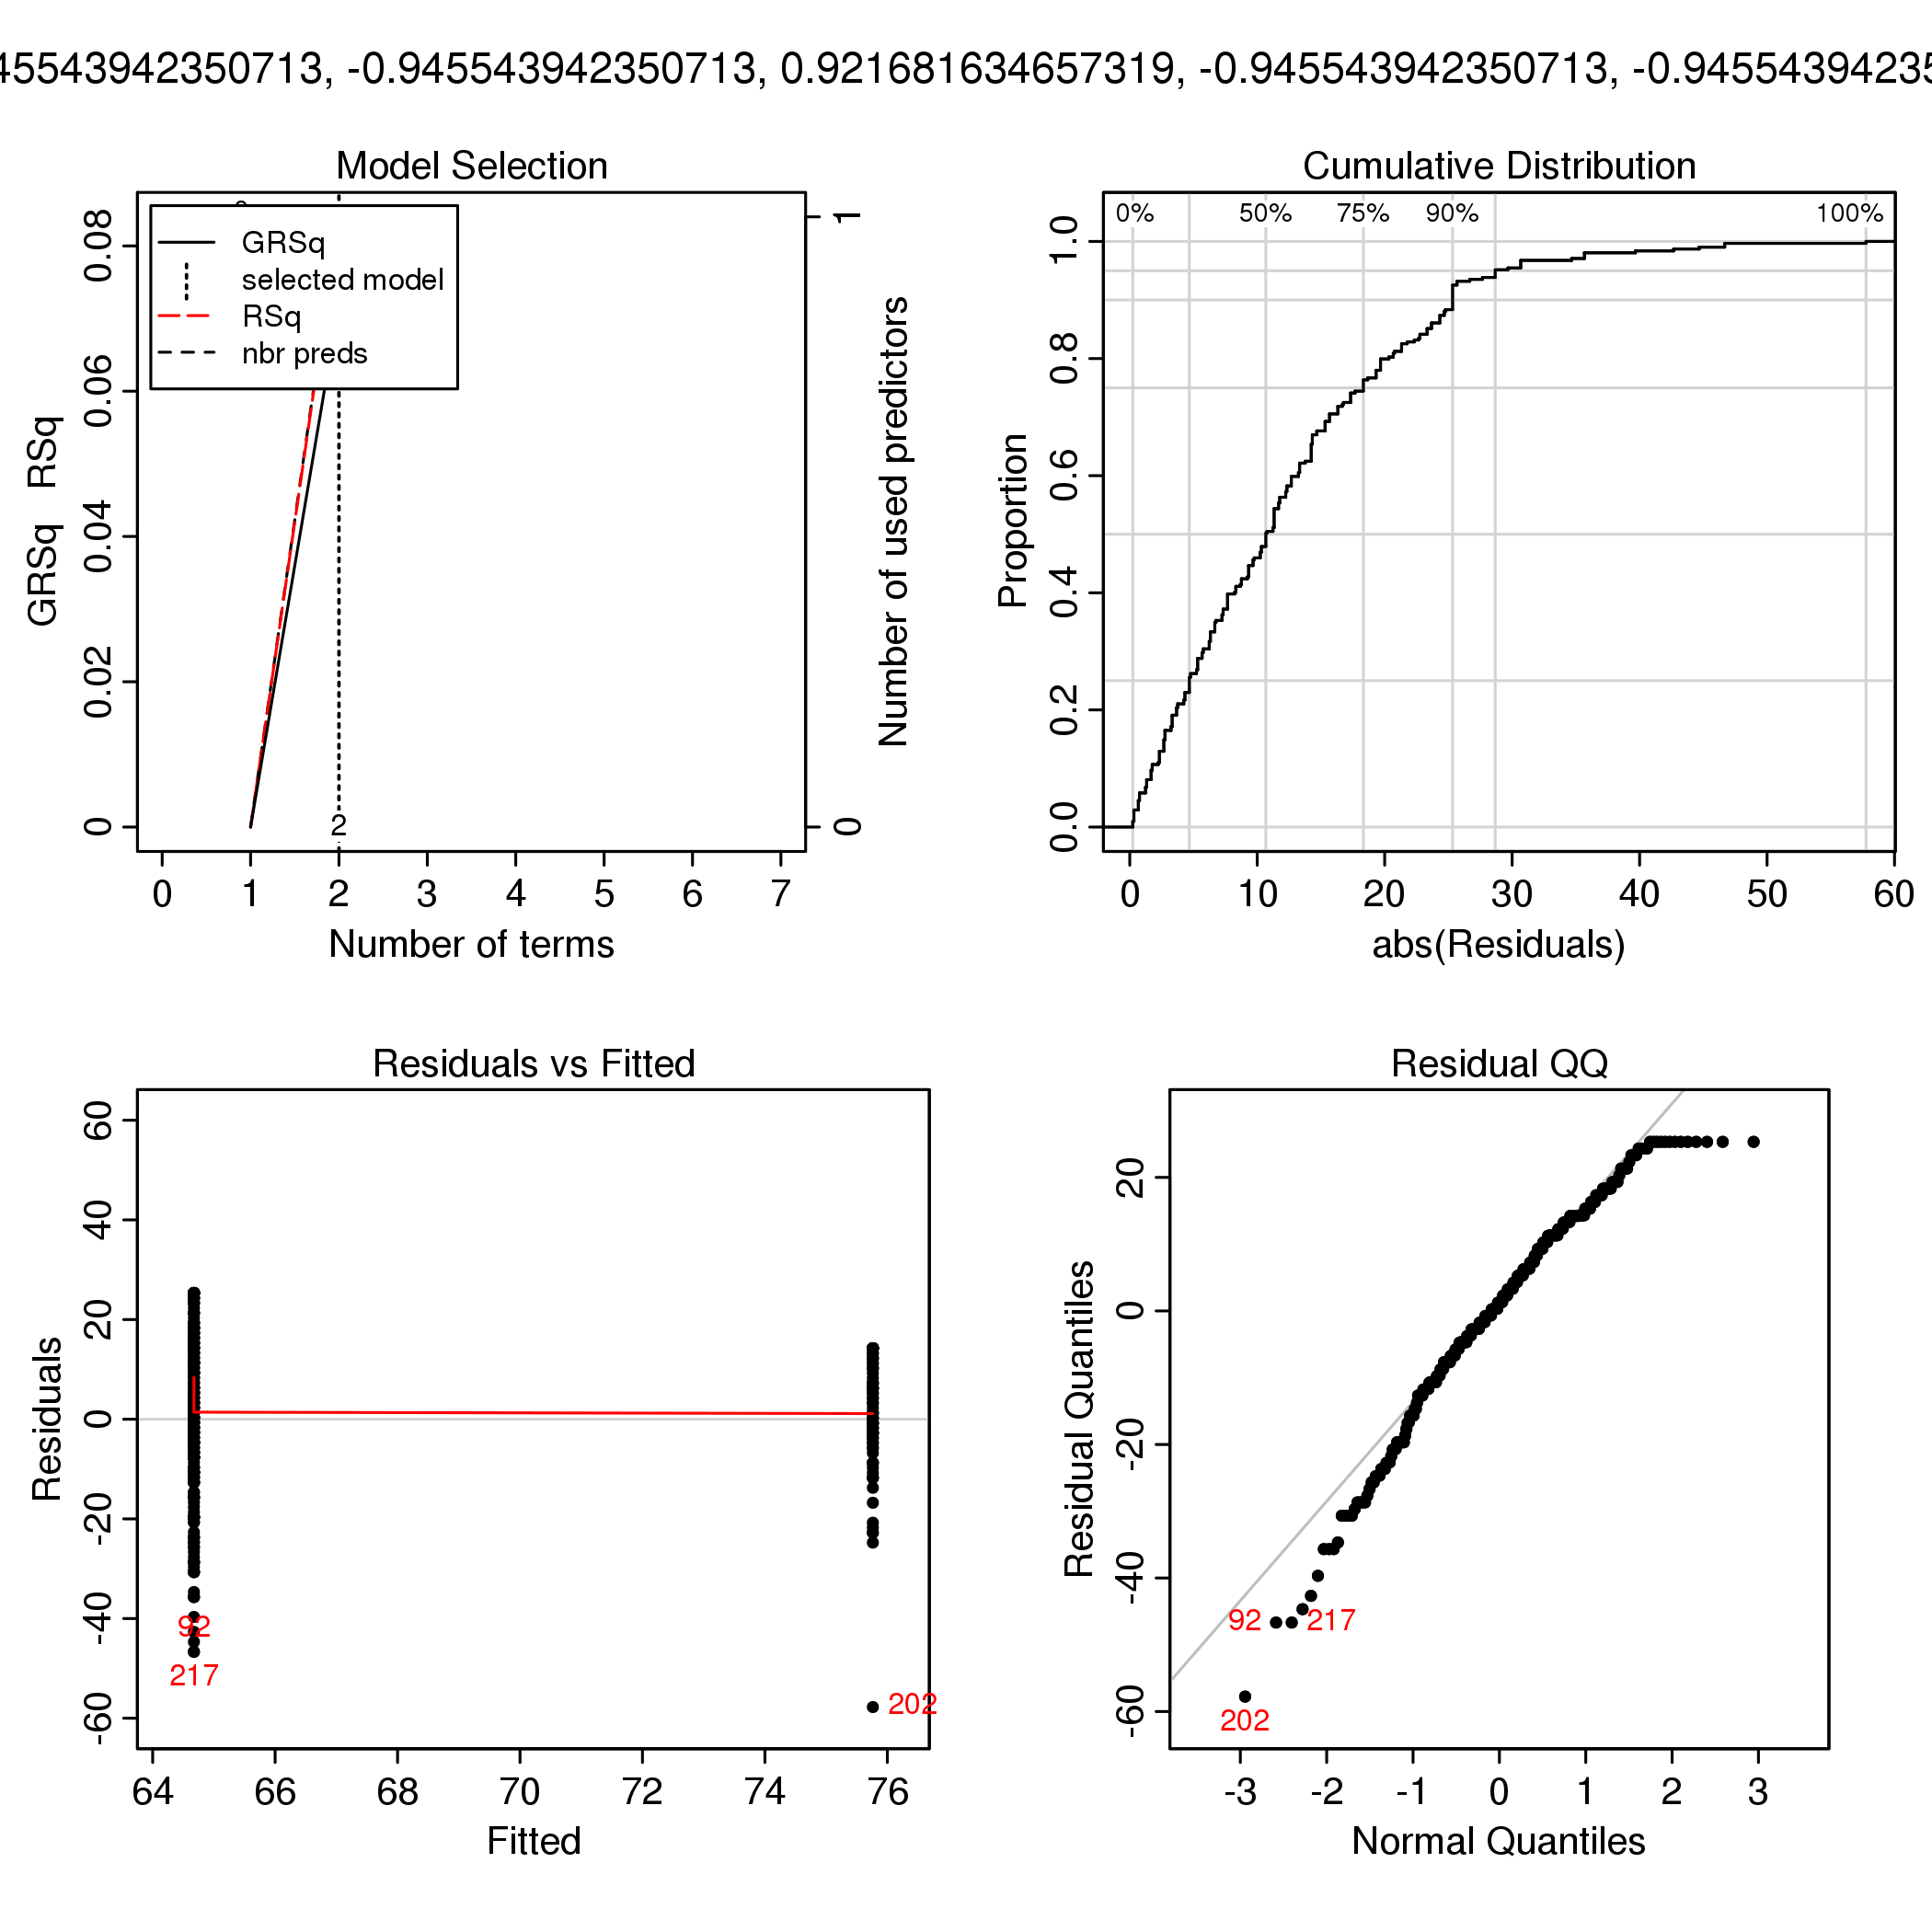 45543942350713, -0.945543942350713, 0.921681634657319, -0.945543942350713, -0.94554394235
Model Selection
GRSq RSq
0 0.02 0.04 0.06 0.08
GRSq
selected model
RSq
nbr preds
2
0 1
Number of used predictors
0 1 2 3 4 5 6 7
Number of terms
Cumulative Distribution
0% 50% 75% 90% 100%
Proportion
0.0 0.2 0.4 0.6 0.8 1.0
0 10 20 30 40 50 60
abs(Residuals)
Residuals vs Fitted
Residuals
-60 -40 -20 0 20 40 60
92
217
202
64 66 68 70 72 74 76
Fitted
Residual QQ
Residual Quantiles
-60 -40 -20 0 20
92 217
202
-3 -2 -1 0 1 2 3
Normal Quantiles